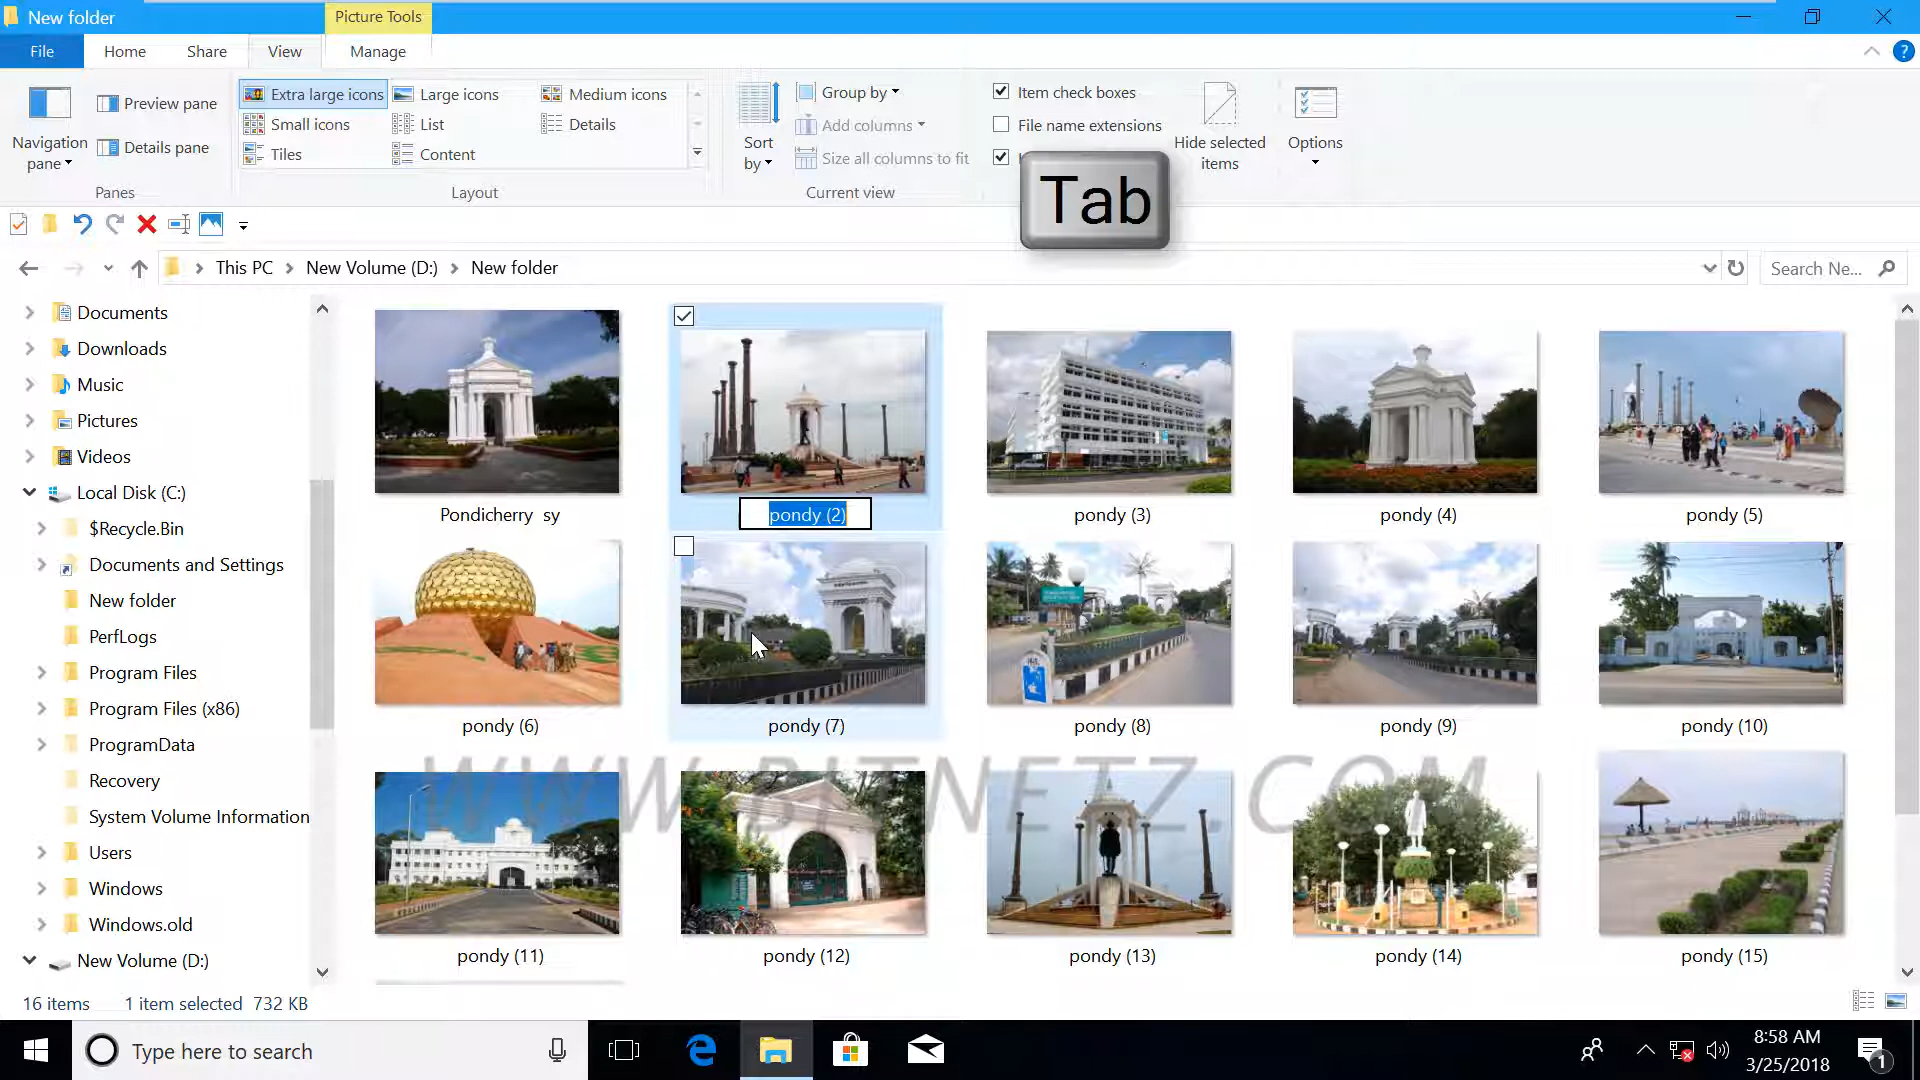 New folder
Picture Tools
File
Home
Share
View
Manage
?
Navigation pane
Preview pane
Details pane
Panes
Extra large icons
Large icons
Medium icons
Small icons
List
Details
Tiles
Content
Layout
Sort by
Group by
Add columns
Size all columns to fit
Current view
Item check boxes
File name extensions
Hide selected items
Options
Tab
This PC
New Volume (D:)
New folder
Search Ne...
Documents
Downloads
Music
Pictures
Videos
Local Disk (C:)
$Recycle.Bin
Documents and Settings
New folder
PerfLogs
Program Files
Program Files (x86)
ProgramData
Recovery
System Volume Information
Users
Windows
Windows.old
New Volume (D:)
Pondicherry  sy
pondy (2)
pondy (3)
pondy (4)
pondy (5)
pondy (6)
pondy (7)
pondy (8)
pondy (9)
pondy (10)
WWW.BITNETZ.COM
pondy (11)
pondy (12)
pondy (13)
pondy (14)
pondy (15)
16 items
1 item selected
732 KB
Type here to search
8:58 AM
3/25/2018
1